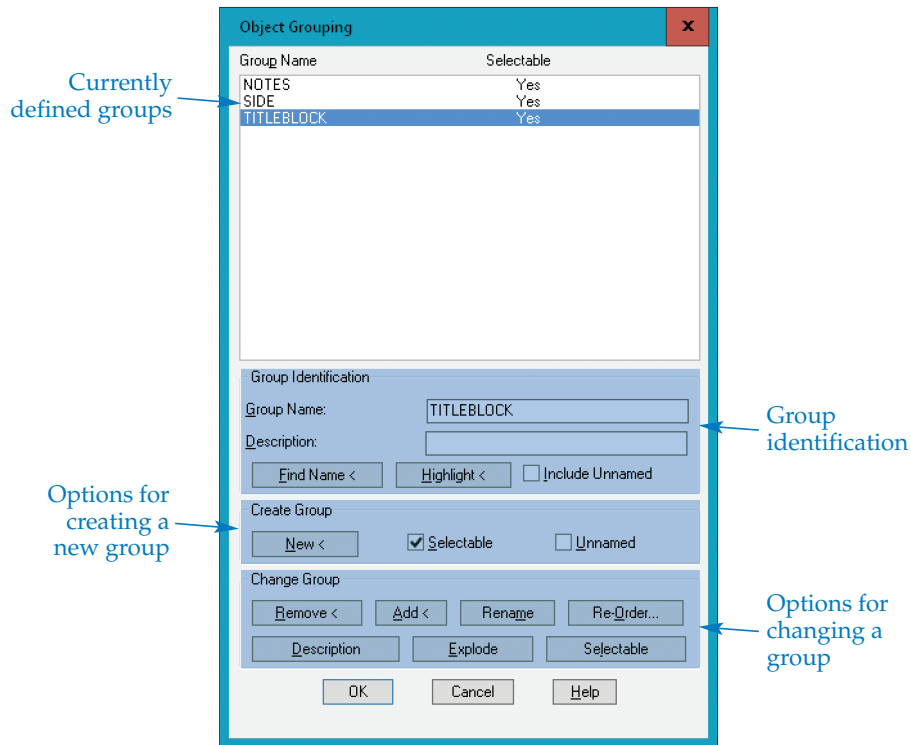 Object Grouping
x
Group Name Selectable
NOTES Yes
SIDE Yes
TITLEBLOCK Yes
Currently
defined groups
Group Identification
Group Name: TITLEBLOCK
Description:
Find Name < Highlight < Include Unnamed
Group
identification
Options for
creating a
new group
Create Group
New < Selectable Unnamed
Change Group
Remove < Add < Rename Re-Order...
Description Explode Selectable
Options for
changing a
group
OK Cancel Help